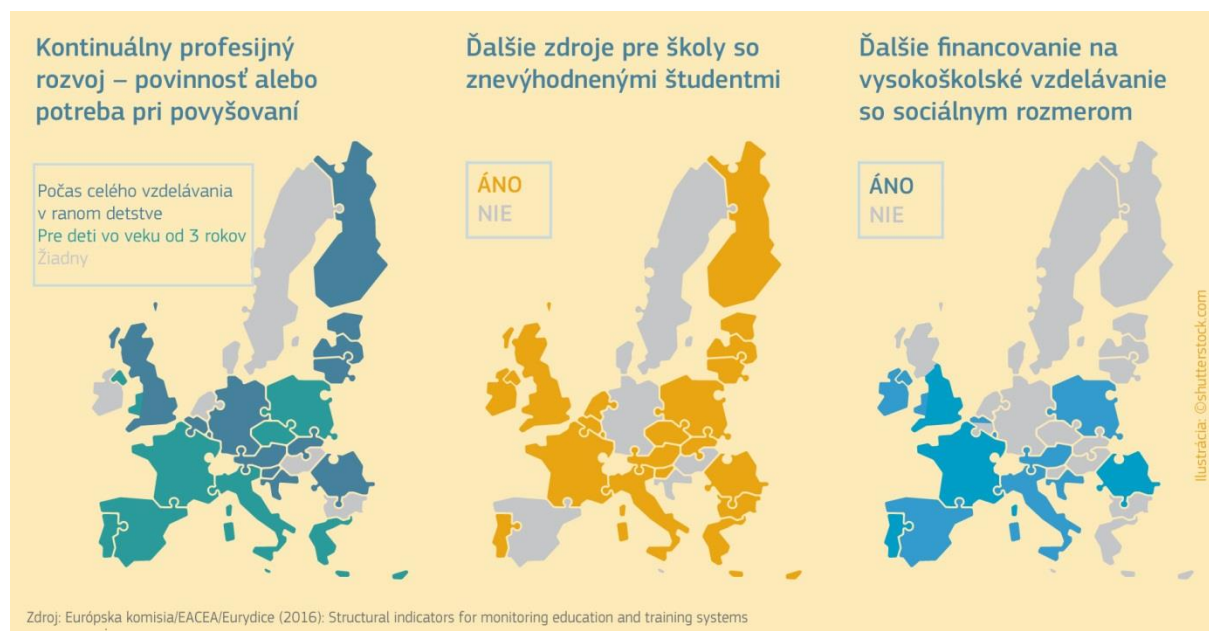 Kontinuálny profesijný
rozvoj – povinnosť alebo
potreba pri povyšovaní
Počas celého vzdelávania
v ranom detstve
Pre deti vo veku od 3 rokov
Žiadny
Ďalšie zdroje pre školy so
znevýhodnenými študentmi
ÁNO
NIE
Ďalšie financovanie na
vysokoškolské vzdelávanie
so sociálnym rozmerom
ÁNO
NIE
Ilustrácia: ©shutterstock.com
Zdroj: Európska komisia/EACEA/Eurydice (2016): Structural indicators for monitoring education and training systems